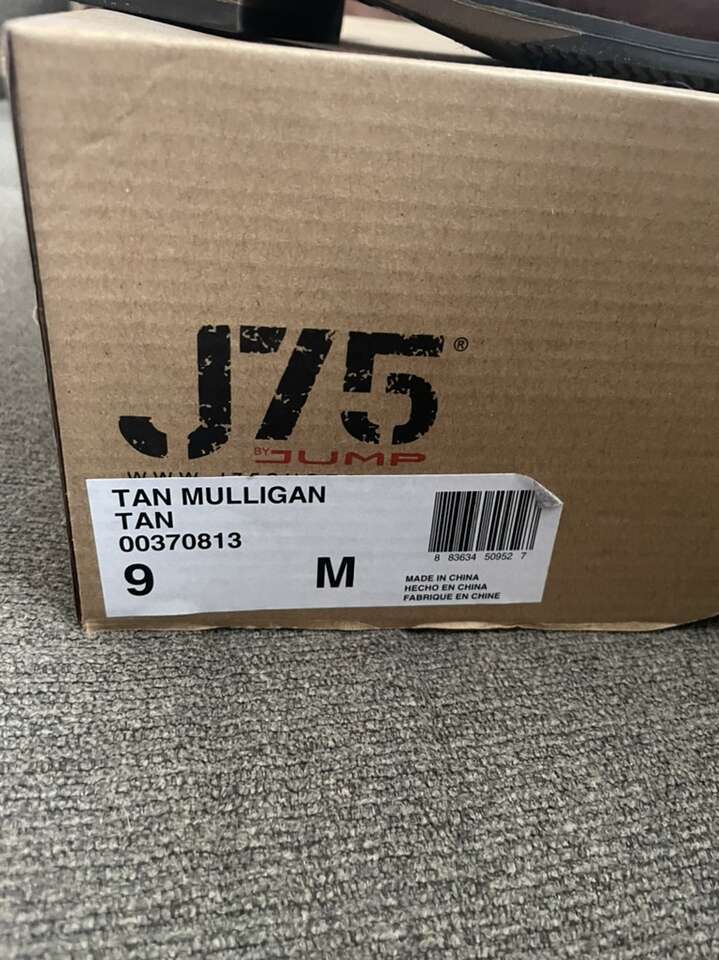 J75®
BY JUMP
TAN MULLIGAN
TAN
00370813
9 M
8 83634 50952 7
MADE IN CHINA
HECHO EN CHINA
FABRIQUE EN CHINE